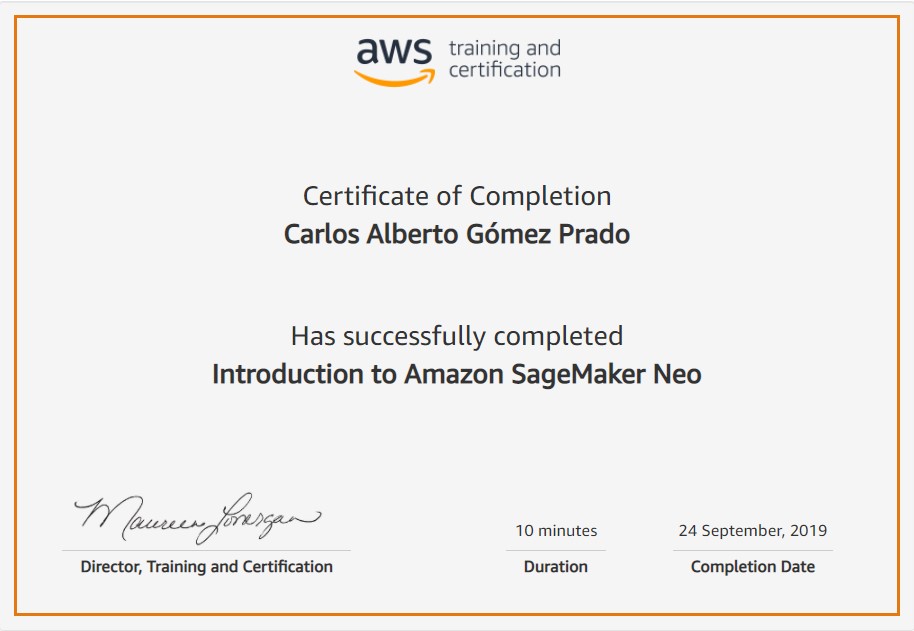 aws training and
certification
Certificate of Completion
Carlos Alberto Gómez Prado
Has successfully completed
Introduction to Amazon SageMaker Neo
Maureen Lonergan
10 minutes
24 September, 2019
Director, Training and Certification
Duration
Completion Date